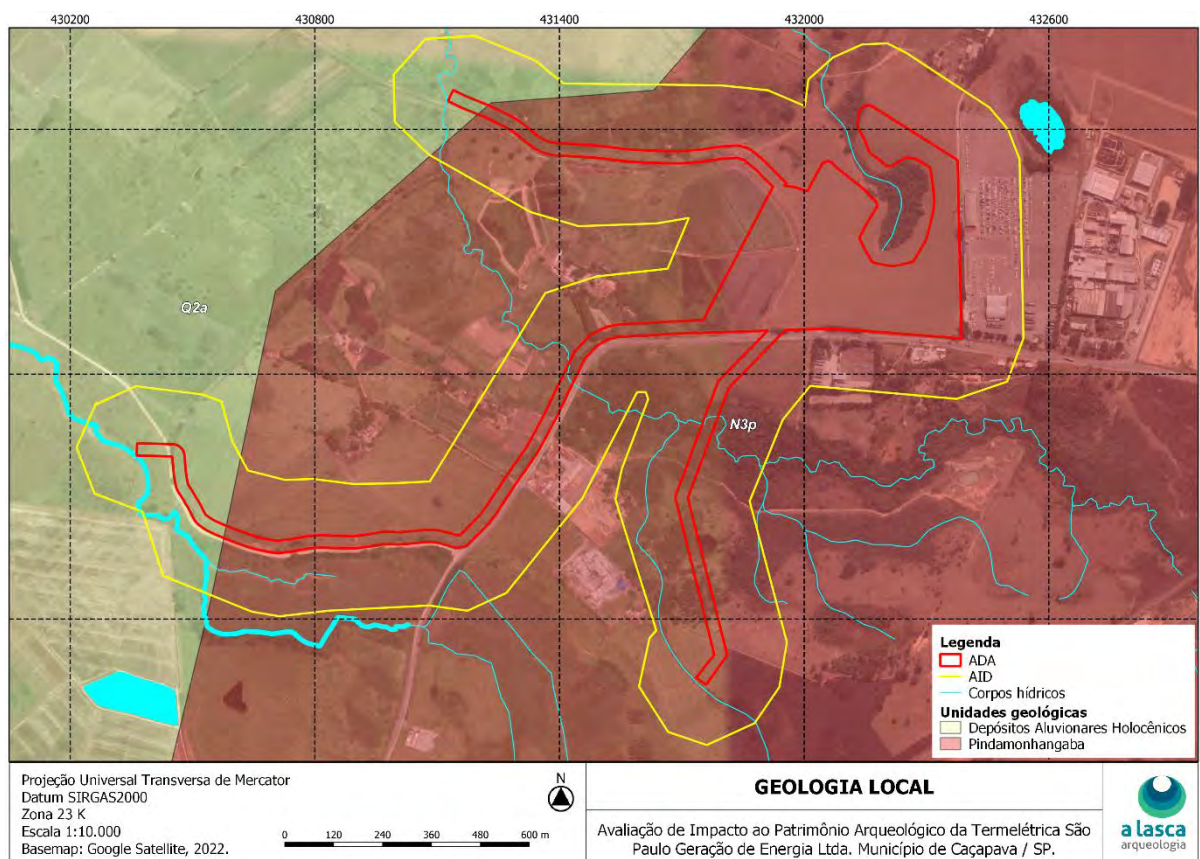 430200 430800 431400 432000 432600
Q2a
N3p
Legenda
ADA
AID
Corpos hídricos
Unidades geológicas
Depósitos Aluvionares Holocênicos
Pindamonhangaba
Projeção Universal Transversa de Mercator
Datum SIRGAS2000
Zona 23 K
Escala 1:10.000
Basemap: Google Satellite, 2022.
N
0 120 240 360 480 600 m
GEOLOGIA LOCAL
Avaliação de Impacto ao Patrimônio Arqueológico da Termelétrica São
Paulo Geração de Energia Ltda. Município de Caçapava / SP.
a lasca
arqueologia